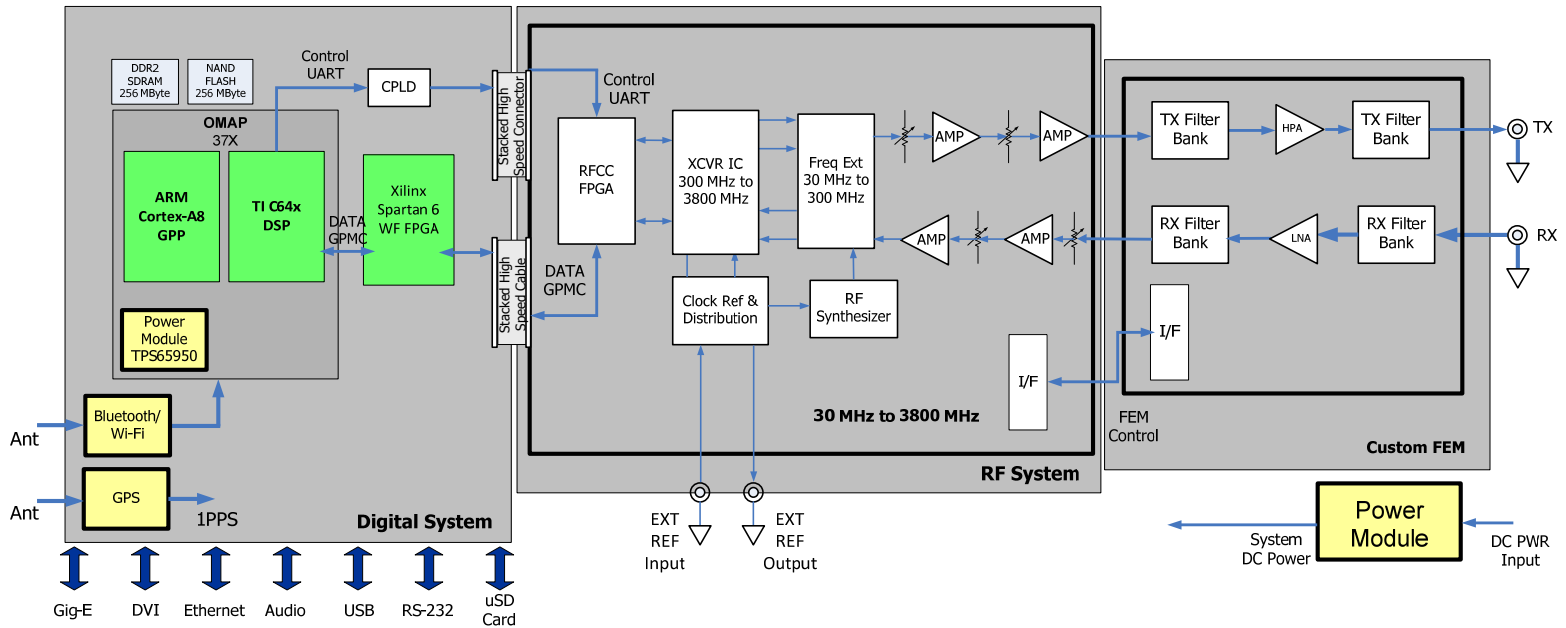 DDR2
SDRAM
256 MByte
NAND
FLASH
256 MByte
Control
UART
CPLD
OMAP
37X
ARM
Cortex-A8
GPP
TI C64x
DSP
DATA
GPMC
Xilinx
Spartan 6
WF FPGA
Power
Module
TPS65950
Bluetooth/
Wi-Fi
Ant
GPS
Ant
1PPS
Digital System
Gig-E
DVI
Ethernet
Audio
USB
RS-232
uSD
Card
Stacked High
Speed Connector
Stacked High
Speed Cable
Control
UART
RFCC
FPGA
DATA
GPMC
XCVR IC
300 MHz to
3800 MHz
Freq Ext
30 MHz to
300 MHz
AMP
AMP
AMP
AMP
Clock Ref &
Distribution
RF
Synthesizer
I/F
30 MHz to 3800 MHz
RF System
EXT
REF
Input
EXT
REF
Output
TX Filter
Bank
HPA
TX Filter
Bank
TX
RX Filter
Bank
LNA
RX Filter
Bank
RX
I/F
FEM
Control
Custom FEM
Power
Module
System
DC Power
DC PWR
Input